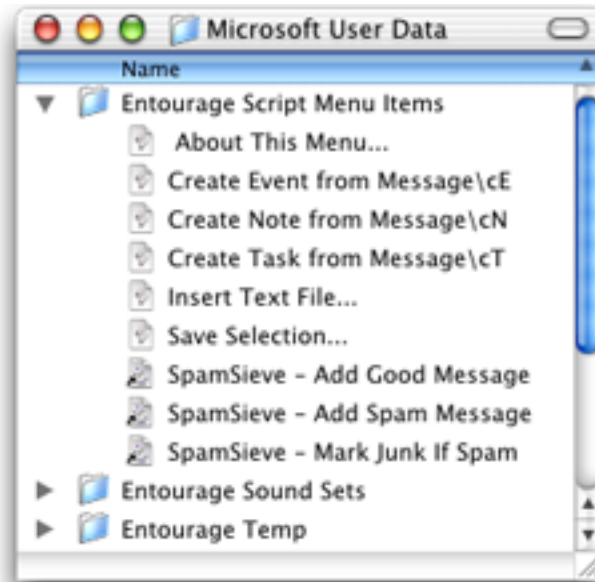 Microsoft User Data
Name
Entourage Script Menu Items
About This Menu...
Create Event from Message\cE
Create Note from Message\cN
Create Task from Message\cT
Insert Text File...
Save Selection...
SpamSieve – Add Good Message
SpamSieve – Add Spam Message
SpamSieve – Mark Junk If Spam
Entourage Sound Sets
Entourage Temp